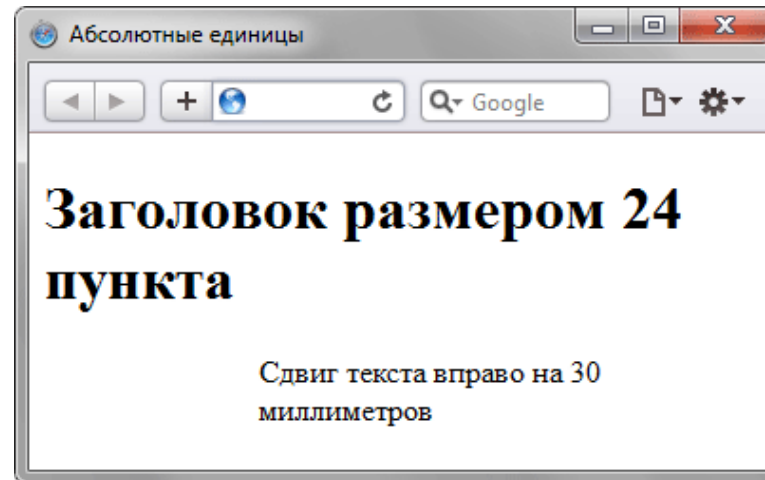 Абсолютные единицы
Google
Заголовок размером 24
пункта
Сдвиг текста вправо на 30
миллиметров